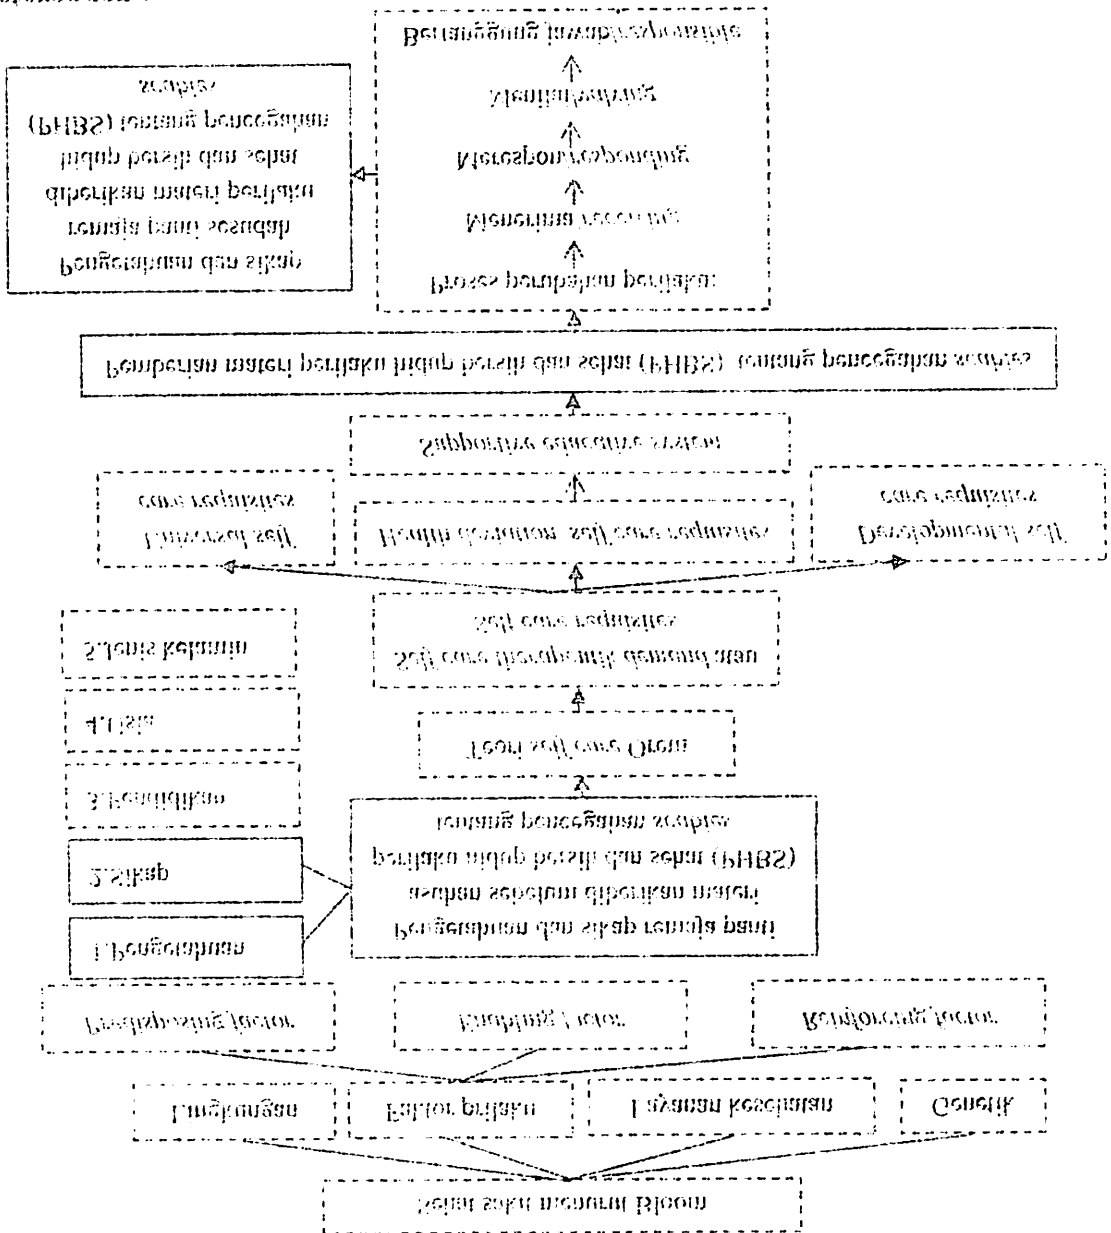 Sehat sakit menurut Bloom
Lingkungan
Faktor prilaku
Layanan kesehatan
Genetik
Predisposing factor
Enabling factor
Reinforcing factor
1.Pengetahuan
2.Sikap
3.Pendidikan
4.Usia
5.Jenis kelamin
Pengetahuan dan sikap remaja panti
asuhan sebelum diberikan materi
perilaku hidup bersih dan sehat (PHBS)
tentang pencegahan scabies
Teori self care Orem
Self care therapeutik demand atau
Self care requisites
Universal self
care requisites
Health deviation self care requisites
Developmental self
care requisites
Supportive educative system
Pemberian materi perilaku hidup bersih dan sehat (PHBS) tentang pencegahan scabies
Proses perubahan perilaku:
Menerima/receiving
Merespon/responding
Menilai/valuing
Bertanggung jawab/responsible
Pengetahuan dan sikap
remaja panti sesudah
diberikan materi perilaku
hidup bersih dan sehat
(PHBS) tentang pencegahan
scabies